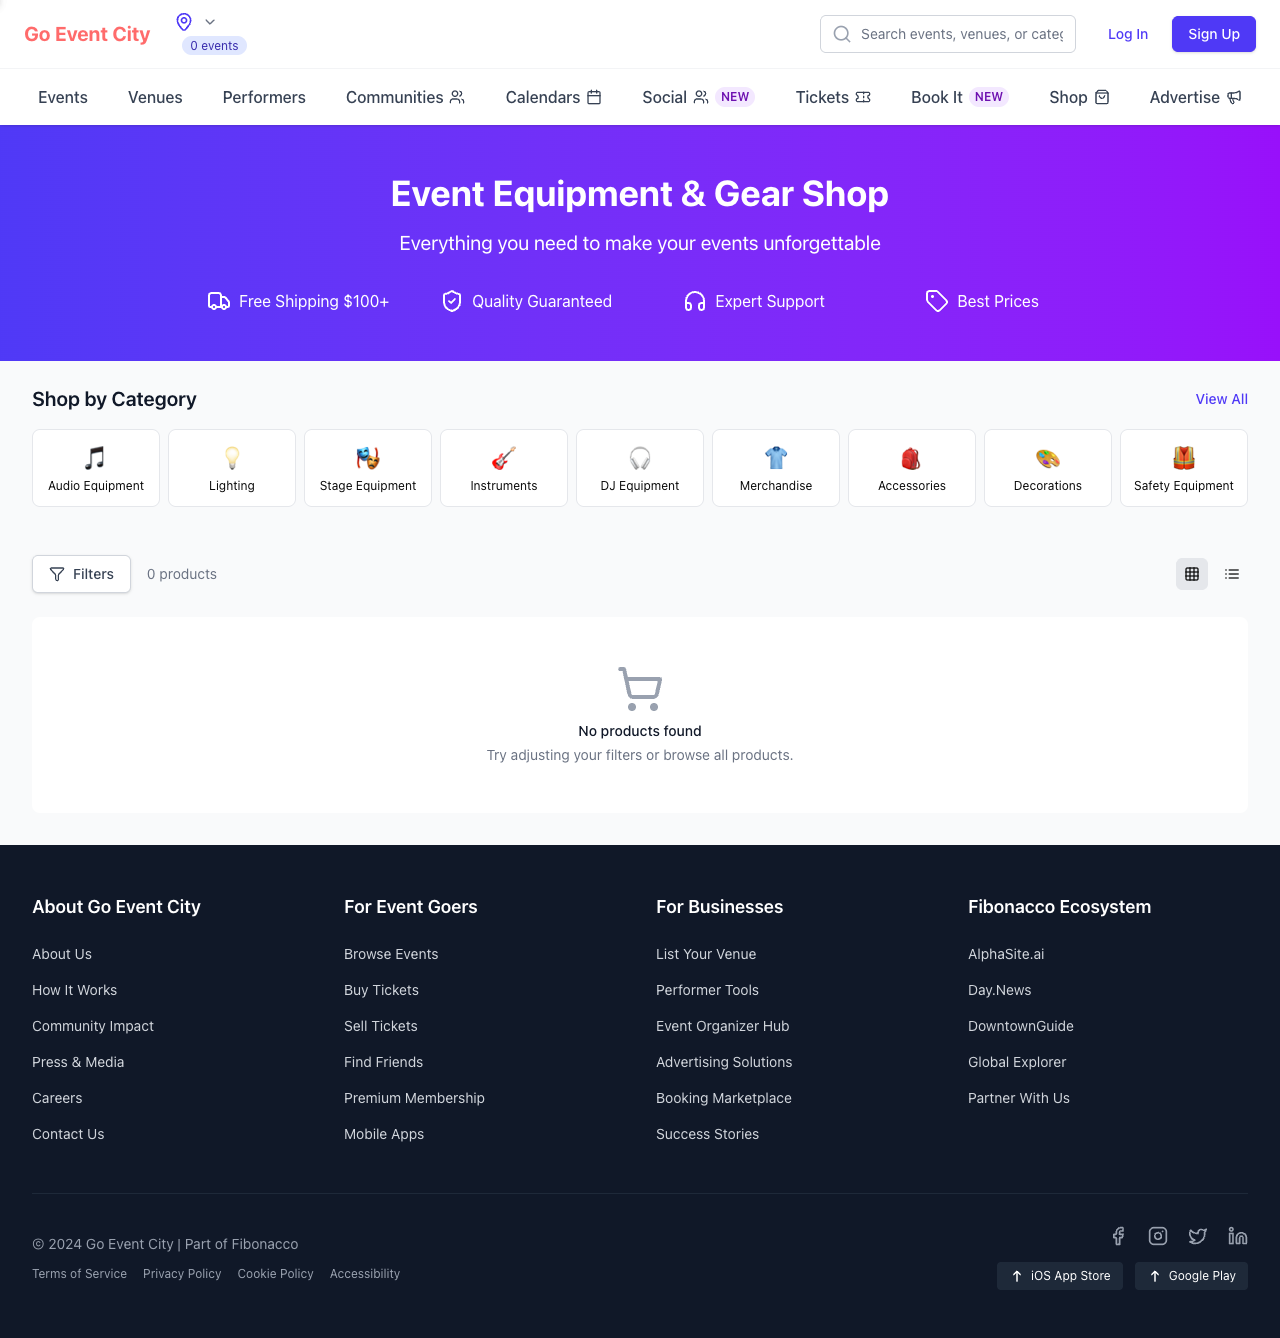 Go Event City
0 events
Search events, venues, or categ
Log In
Sign Up
Events
Venues
Performers
Communities
Calendars
Social NEW
Tickets
Book It NEW
Shop
Advertise
Event Equipment & Gear Shop
Everything you need to make your events unforgettable
Free Shipping $100+
Quality Guaranteed
Expert Support
Best Prices
Shop by Category
View All
Audio Equipment
Lighting
Stage Equipment
Instruments
DJ Equipment
Merchandise
Accessories
Decorations
Safety Equipment
Filters
0 products
No products found
Try adjusting your filters or browse all products.
About Go Event City
About Us
How It Works
Community Impact
Press & Media
Careers
Contact Us
For Event Goers
Browse Events
Buy Tickets
Sell Tickets
Find Friends
Premium Membership
Mobile Apps
For Businesses
List Your Venue
Performer Tools
Event Organizer Hub
Advertising Solutions
Booking Marketplace
Success Stories
Fibonacco Ecosystem
AlphaSite.ai
Day.News
DowntownGuide
Global Explorer
Partner With Us
© 2024 Go Event City | Part of Fibonacco
Terms of Service
Privacy Policy
Cookie Policy
Accessibility
iOS App Store
Google Play